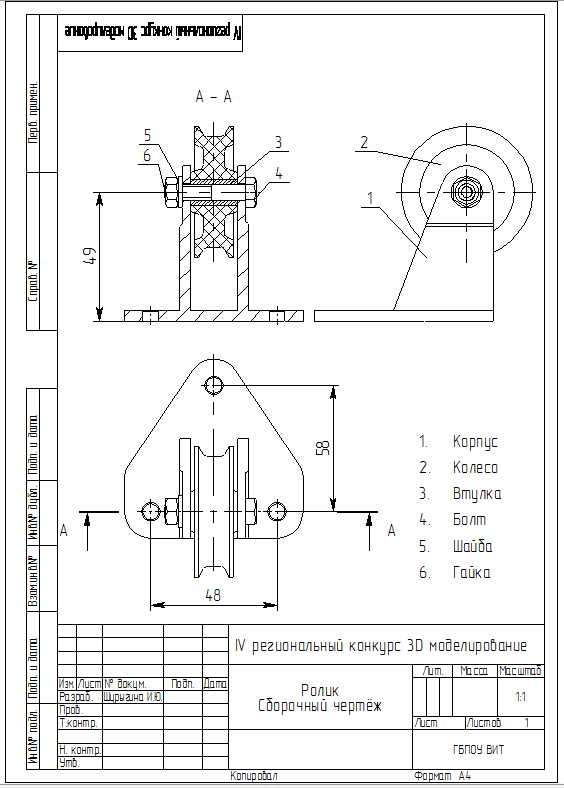 IV региональный конкурс 3D моделирование
Перв. примен.
Справ. №
Подп. и дата
Инв.№ дубл.
Взам.инв.№
Подп. и дата
Инв.№ подл.
А – А
5
6
3
4
2
1
49
58
А
А
48
1. Корпус
2. Колесо
3. Втулка
4. Болт
5. Шайба
6. Гайка
IV региональный конкурс 3D моделирование
Изм. Лист № докум. Подп. Дата
Разраб. Шурыгина И.Ю.
Пров.
Т.контр.
Н. контр.
Утв.
Ролик
Сборочный чертёж
Лит. Масса Масштаб
1:1
Лист Листов 1
ГБПОУ ВИТ
Копировал Формат А4